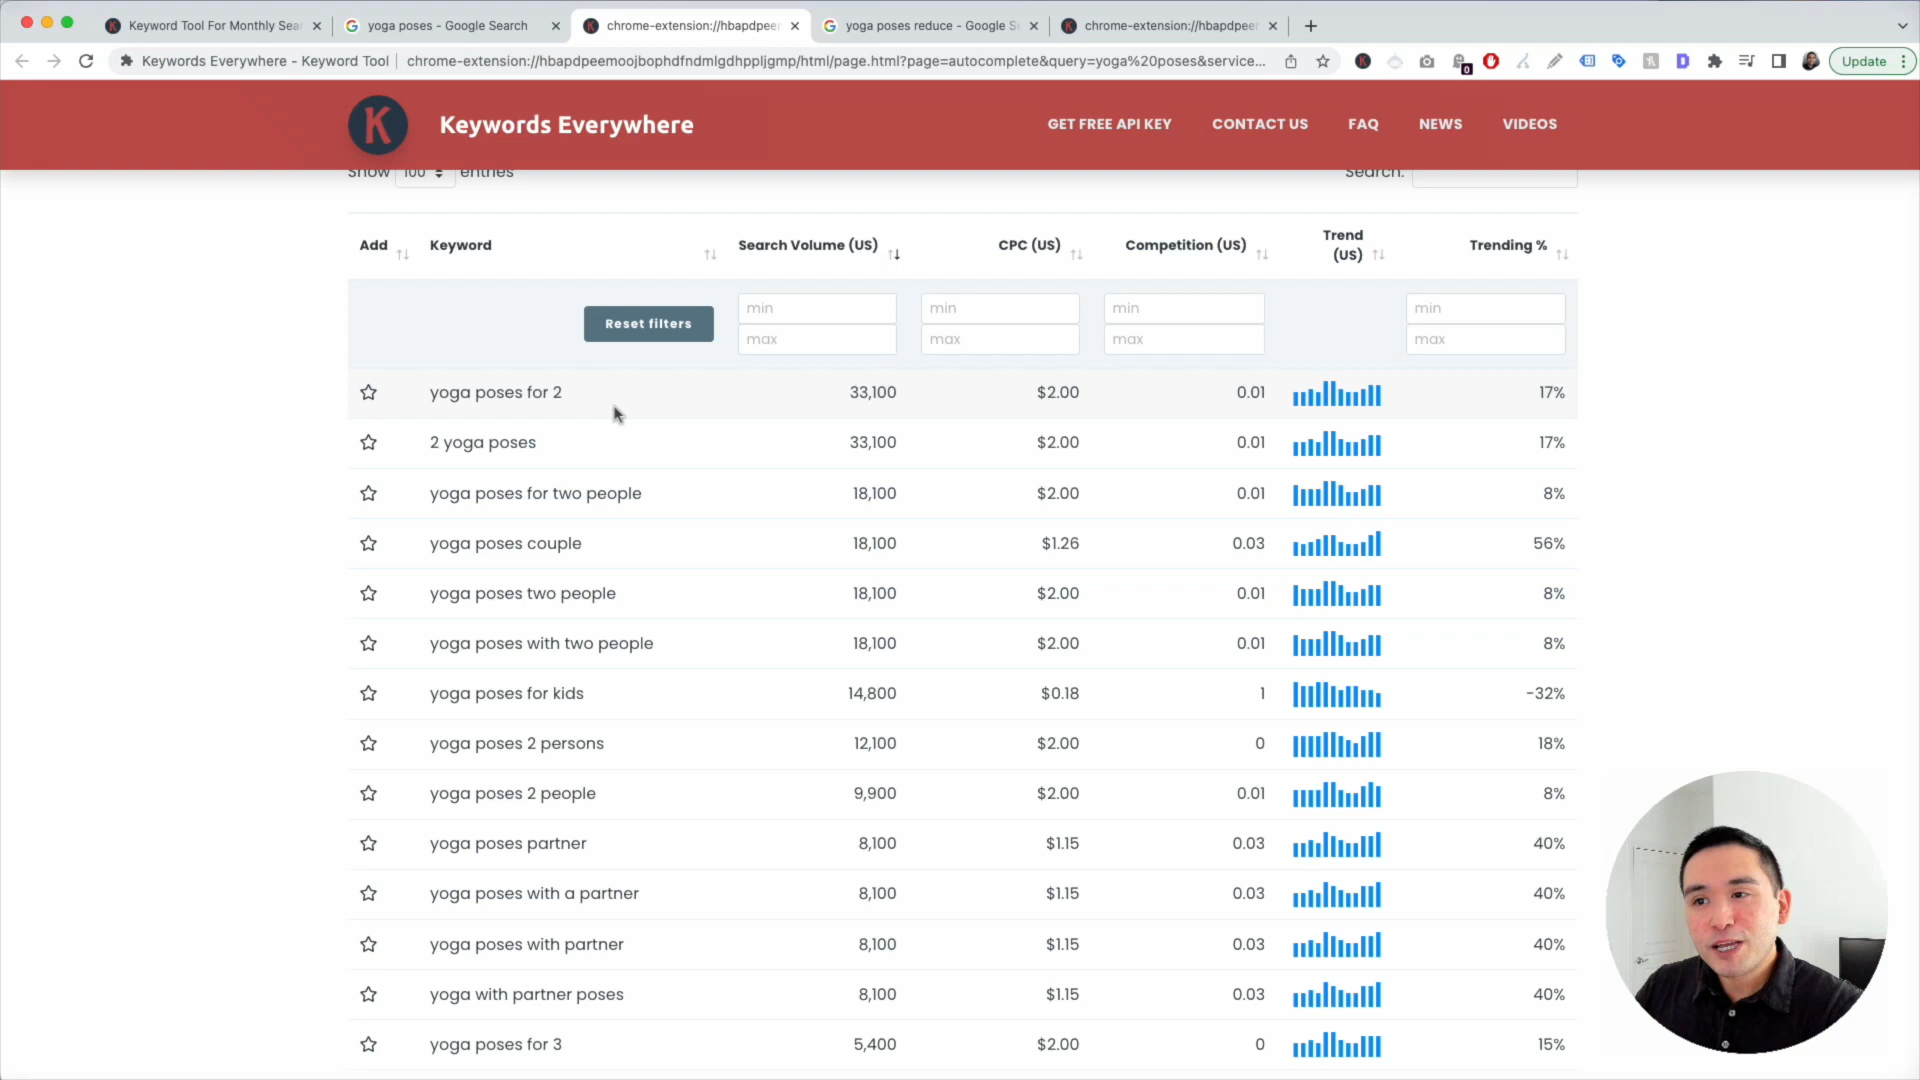 Keyword Tool For Monthly Sear
yoga poses - Google Search
chrome-extension://hbapdpeem
yoga poses reduce - Google S
chrome-extension://hbapdpeer
Keywords Everywhere - Keyword Tool
chrome-extension://hbapdpeemoojbophdfndmlgdhppljgmp/html/page.html?page=autocomplete&query=yoga%20poses&service...
0
Update
K
Keywords Everywhere
GET FREE API KEY
CONTACT US
FAQ
NEWS
VIDEOS
Show 100 entries
Search:
Add Keyword Search Volume (US) CPC (US) Competition (US) Trend (US) Trending %
Reset filters
min min min min
max max max max
yoga poses for 2 33,100 $2.00 0.01 17%
2 yoga poses 33,100 $2.00 0.01 17%
yoga poses for two people 18,100 $2.00 0.01 8%
yoga poses couple 18,100 $1.26 0.03 56%
yoga poses two people 18,100 $2.00 0.01 8%
yoga poses with two people 18,100 $2.00 0.01 8%
yoga poses for kids 14,800 $0.18 1 -32%
yoga poses 2 persons 12,100 $2.00 0 18%
yoga poses 2 people 9,900 $2.00 0.01 8%
yoga poses partner 8,100 $1.15 0.03 40%
yoga poses with a partner 8,100 $1.15 0.03 40%
yoga poses with partner 8,100 $1.15 0.03 40%
yoga with partner poses 8,100 $1.15 0.03 40%
yoga poses for 3 5,400 $2.00 0 15%